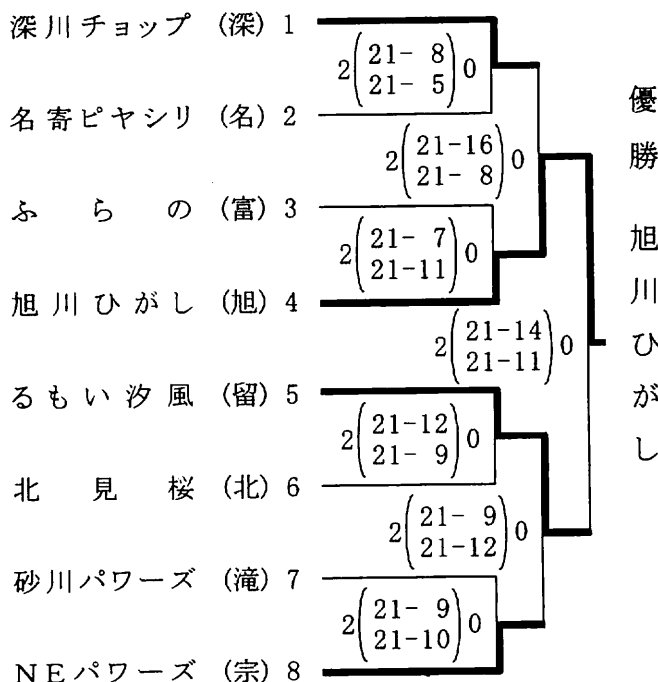 深川チョップ (深) 1
2(21- 8 21- 5)0
名寄ピヤシリ (名) 2
2(21-16 21- 8)0
ふらの (富) 3
2(21- 7 21-11)0
旭川ひがし (旭) 4
2(21-14 21-11)0
るもい汐風 (留) 5
2(21-12 21- 9)0
北見桜 (北) 6
2(21- 9 21-12)0
砂川パワーズ (滝) 7
2(21- 9 21-10)0
NEパワーズ (宗) 8
優勝 旭川ひがし